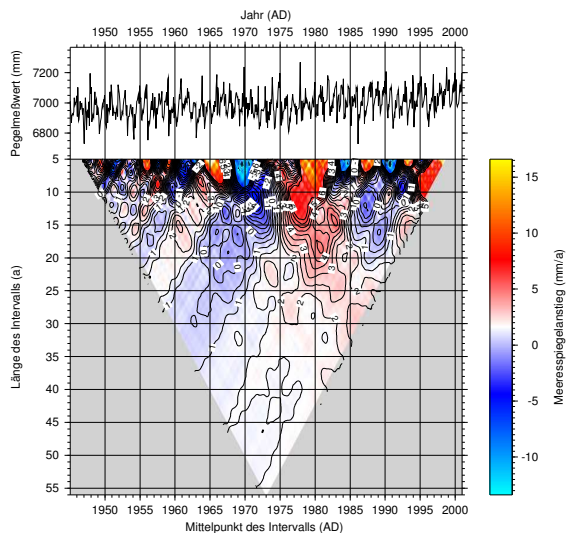 Jahr (AD)
1950 1955 1960 1965 1970 1975 1980 1985 1990 1995 2000
Pegelmeßwert (mm)
7200
7000
6800
5
10
15
20
25
30
35
40
45
50
55
Länge des Intervalls (a)
1950 1955 1960 1965 1970 1975 1980 1985 1990 1995 2000
Mittelpunkt des Intervalls (AD)
15
10
5
0
-5
-10
Meeresspiegelanstieg (mm/a)